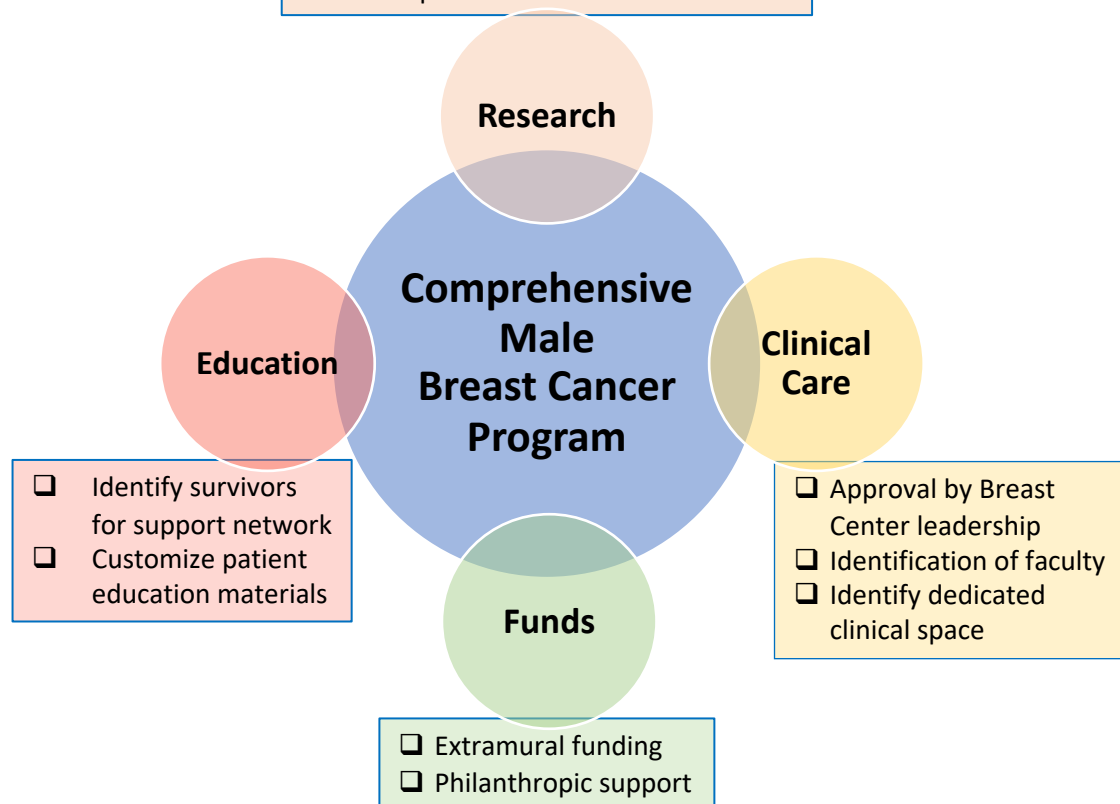 Research
Comprehensive
Male
Breast Cancer
Program
Education
Clinical
Care
❑ Identify survivors
for support network
❑ Customize patient
education materials
❑ Approval by Breast
Center leadership
❑ Identification of faculty
❑ Identify dedicated
clinical space
Funds
❑ Extramural funding
❑ Philanthropic support